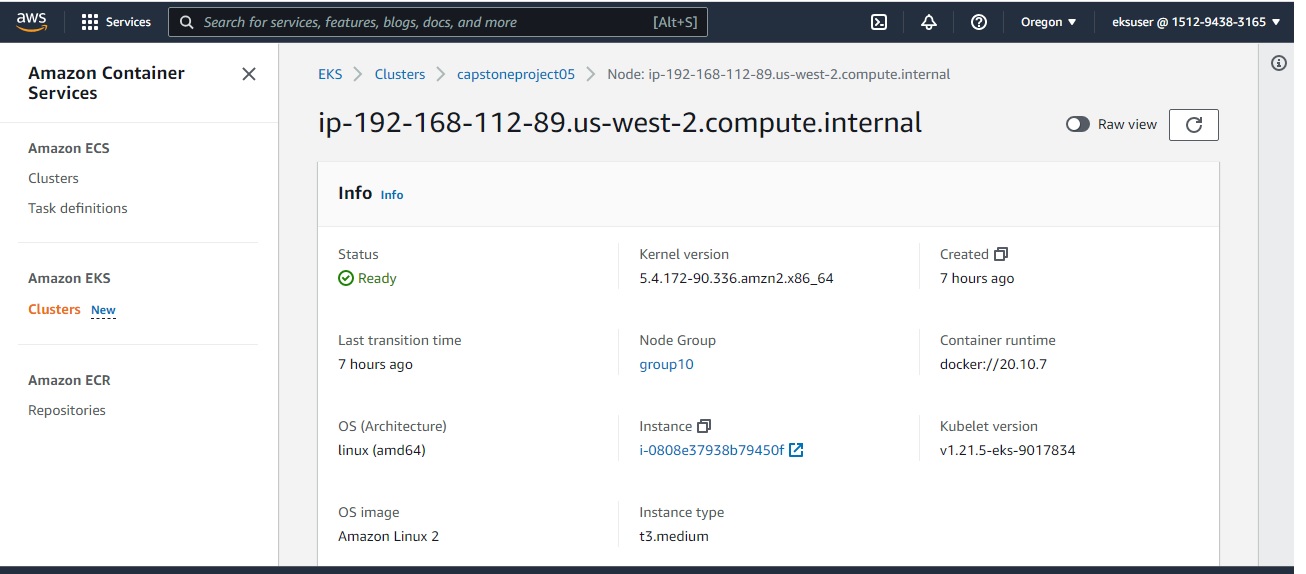 aws Services Search for services, features, blogs, docs, and more [Alt+S] Oregon ▼ eksuser @ 1512-9438-3165 ▼
Amazon Container
Services
Amazon ECS
Clusters
Task definitions
Amazon EKS
Clusters New
Amazon ECR
Repositories
EKS > Clusters > capstoneproject05 > Node: ip-192-168-112-89.us-west-2.compute.internal
ip-192-168-112-89.us-west-2.compute.internal
Raw view
Info Info
Status
Ready
Kernel version
5.4.172-90.336.amzn2.x86_64
Created
7 hours ago
Last transition time
7 hours ago
Node Group
group10
Container runtime
docker://20.10.7
OS (Architecture)
linux (amd64)
Instance
i-0808e37938b79450f
Kubelet version
v1.21.5-eks-9017834
OS image
Amazon Linux 2
Instance type
t3.medium